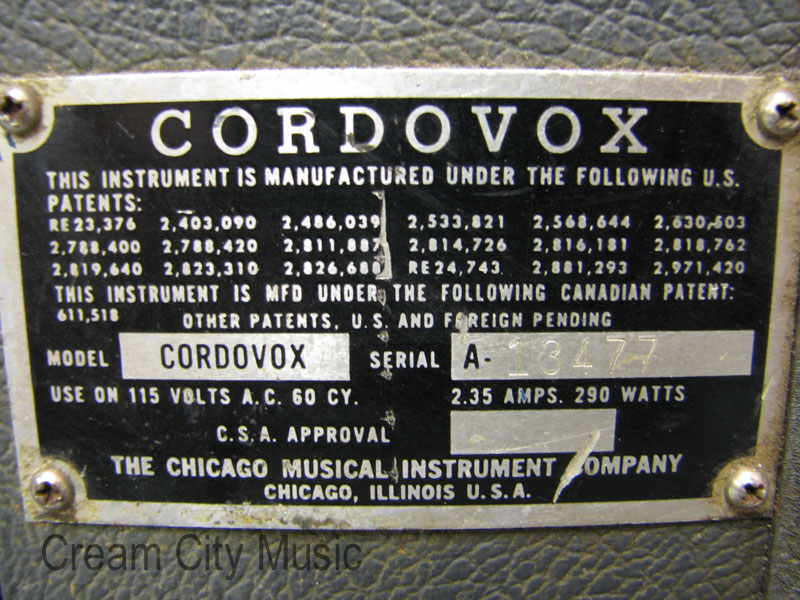 CORDOVOX
THIS INSTRUMENT IS MANUFACTURED UNDER THE FOLLOWING U.S.
PATENTS:
RE 23,376 2,403,090 2,486,039 2,533,821 2,568,644 2,630,503
2,788,400 2,788,420 2,811,887 2,814,726 2,816,181 2,818,762
2,819,640 2,823,310 2,826,688 RE 24,743 2,881,293 2,971,420
THIS INSTRUMENT IS MFD UNDER THE FOLLOWING CANADIAN PATENT:
611,518
OTHER PATENTS, U.S. AND FOREIGN PENDING
MODEL CORDOVOX SERIAL A- 13477
USE ON 115 VOLTS A.C. 60 CY. 2.35 AMPS. 290 WATTS
C.S.A. APPROVAL
THE CHICAGO MUSICAL INSTRUMENT COMPANY
CHICAGO, ILLINOIS U.S.A.
Cream City Music